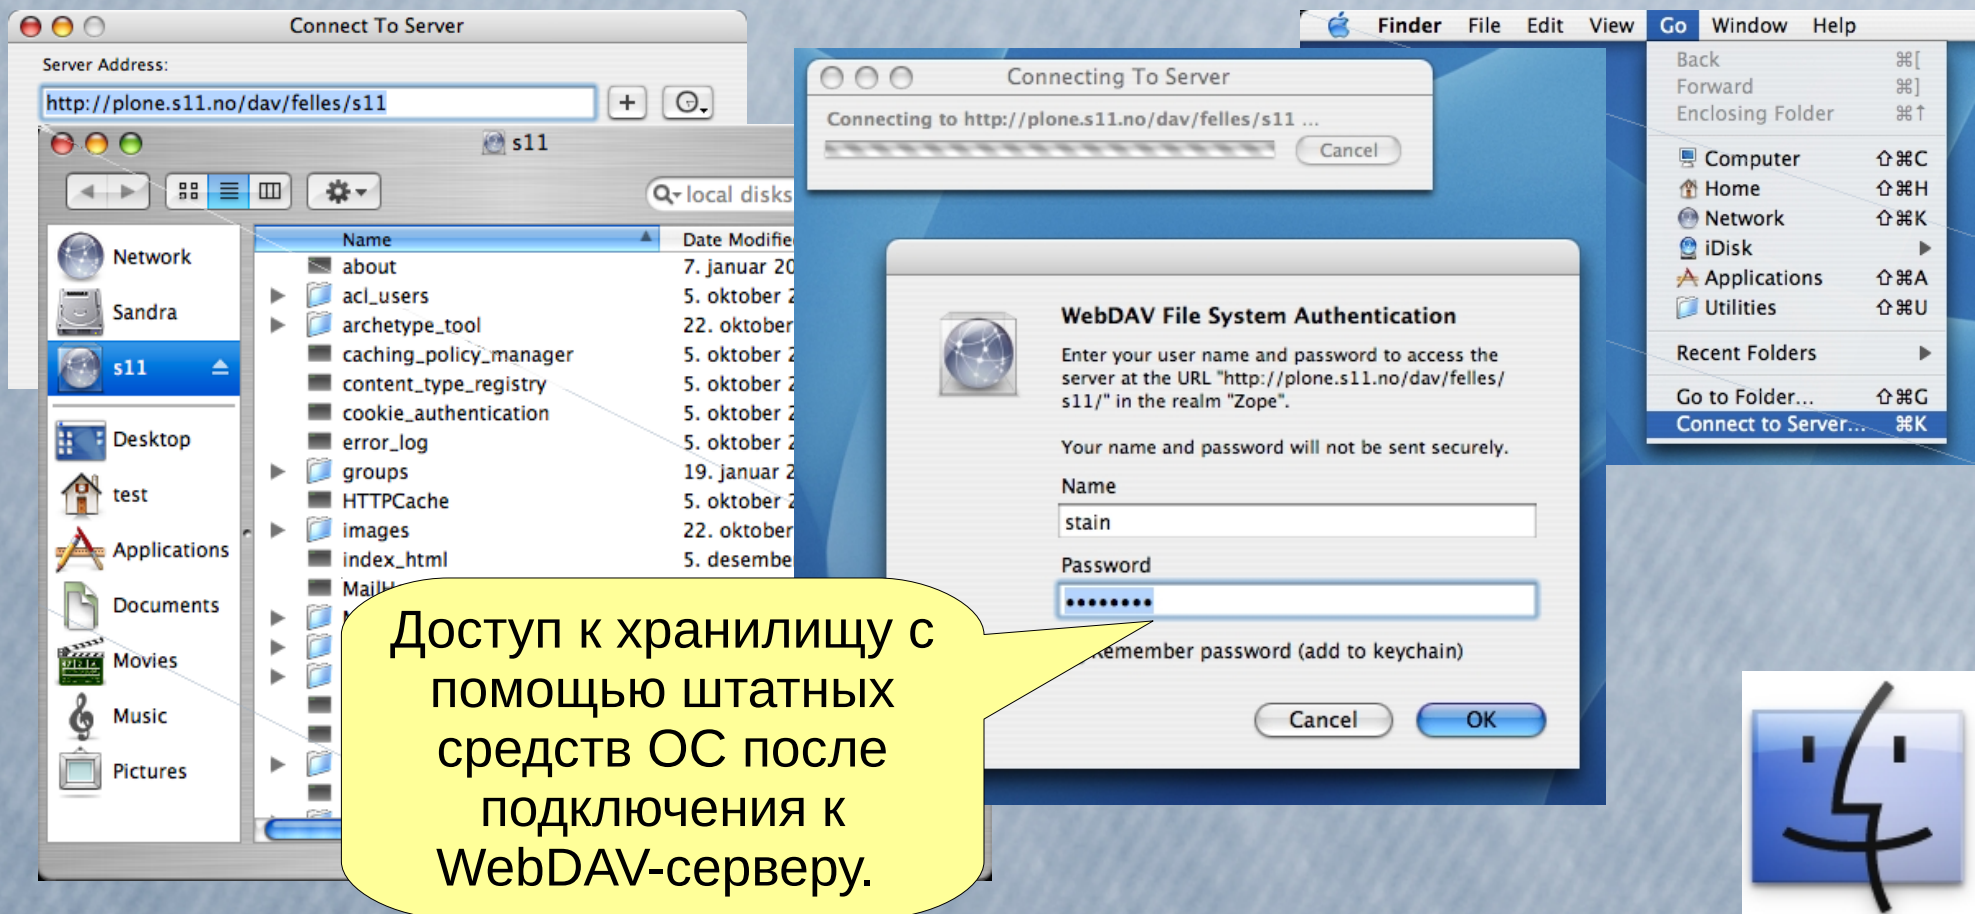 Connect To Server
Server Address:
http://plone.s11.no/dav/felles/s11
s11
local disks
Network
Sandra
s11
Desktop
test
Applications
Documents
Movies
Music
Pictures
Name
Date Modifie
about
7. januar 20
acl_users
5. oktober 2
archetype_tool
22. oktober
caching_policy_manager
5. oktober 2
content_type_registry
5. oktober 2
cookie_authentication
5. oktober 2
error_log
5. oktober 2
groups
19. januar 2
HTTPCache
5. oktober 2
images
22. oktober
index_html
5. desembe
Доступ к хранилищу с
помощью штатных
средств ОС после
подключения к
WebDAV-серверу.
Connecting To Server
Connecting to http://plone.s11.no/dav/felles/s11 ...
Cancel
WebDAV File System Authentication
Enter your user name and password to access the
server at the URL "http://plone.s11.no/dav/felles/
s11/" in the realm "Zope".
Your name and password will not be sent securely.
Name
stain
Password
••••••••
Remember password (add to keychain)
Cancel OK
Finder File Edit View Go Window Help
Back ⌘[
Forward ⌘]
Enclosing Folder ⌘↑
Computer ⇧⌘C
Home ⇧⌘H
Network ⇧⌘K
iDisk
Applications ⇧⌘A
Utilities ⇧⌘U
Recent Folders
Go to Folder... ⇧⌘G
Connect to Server... ⌘K